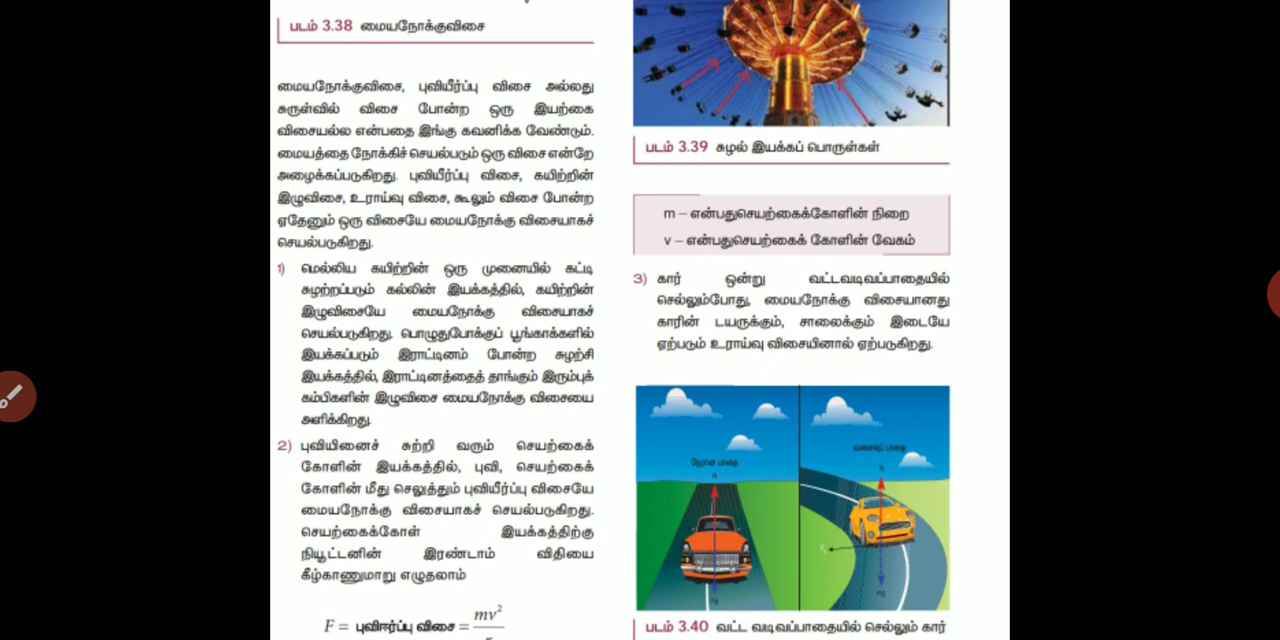 படம் 3.38 மையநோக்குவிசை
மையநோக்குவிசை, புவியீர்ப்பு விசை அல்லது
சுருள்வில் விசை போன்ற ஒரு இயற்கை
விசையல்ல என்பதை இங்கு கவனிக்க வேண்டும்.
மையத்தை நோக்கிச் செயல்படும் ஒரு விசை என்றே
அழைக்கப்படுகிறது. புவியீர்ப்பு விசை, கயிற்றின்
இழுவிசை, உராய்வு விசை, கூலூம் விசை போன்ற
ஏதேனும் ஒரு விசையே மையநோக்கு விசையாகச்
செயல்படுகிறது.
1) மெல்லிய கயிற்றின் ஒரு முனையில் கட்டி
சுழற்றப்படும் கல்லின் இயக்கத்தில், கயிற்றின்
இழுவிசையே மையநோக்கு விசையாகச்
செயல்படுகிறது. பொழுதுபோக்குப் பூங்காக்களில்
இயக்கப்படும் இராட்டினம் போன்ற சுழற்சி
இயக்கத்தில், இராட்டினத்தைத் தாங்கும் இரும்புக்
கம்பிகளின் இழுவிசை மையநோக்கு விசையை
அளிக்கிறது.
2) புவியினைச் சுற்றி வரும் செயற்கைக்
கோளின் இயக்கத்தில், புவி, செயற்கைக்
கோளின் மீது செலுத்தும் புவியீர்ப்பு விசையே
மையநோக்கு விசையாகச் செயல்படுகிறது.
செயற்கைக்கோள் இயக்கத்திற்கு
நியூட்டனின் இரண்டாம் விதியை
கீழ்காணுமாறு எழுதலாம்
F = புவிஈர்ப்பு விசை = mv²
படம் 3.39 சுழல் இயக்கப் பொருள்கள்
m – என்பதுசெயற்கைக்கோளின் நிறை
v – என்பதுசெயற்கைக் கோளின் வேகம்
3) கார் ஒன்று வட்டவடிவப்பாதையில்
செல்லும்போது, மையநோக்கு விசையானது
காரின் டயருக்கும், சாலைக்கும் இடையே
ஏற்படும் உராய்வு விசையினால் ஏற்படுகிறது.
நேரான பாதை
N
mg
வளைவுப் பாதை
N
mg
படம் 3.40 வட்ட வடிவப்பாதையில் செல்லும் கார்